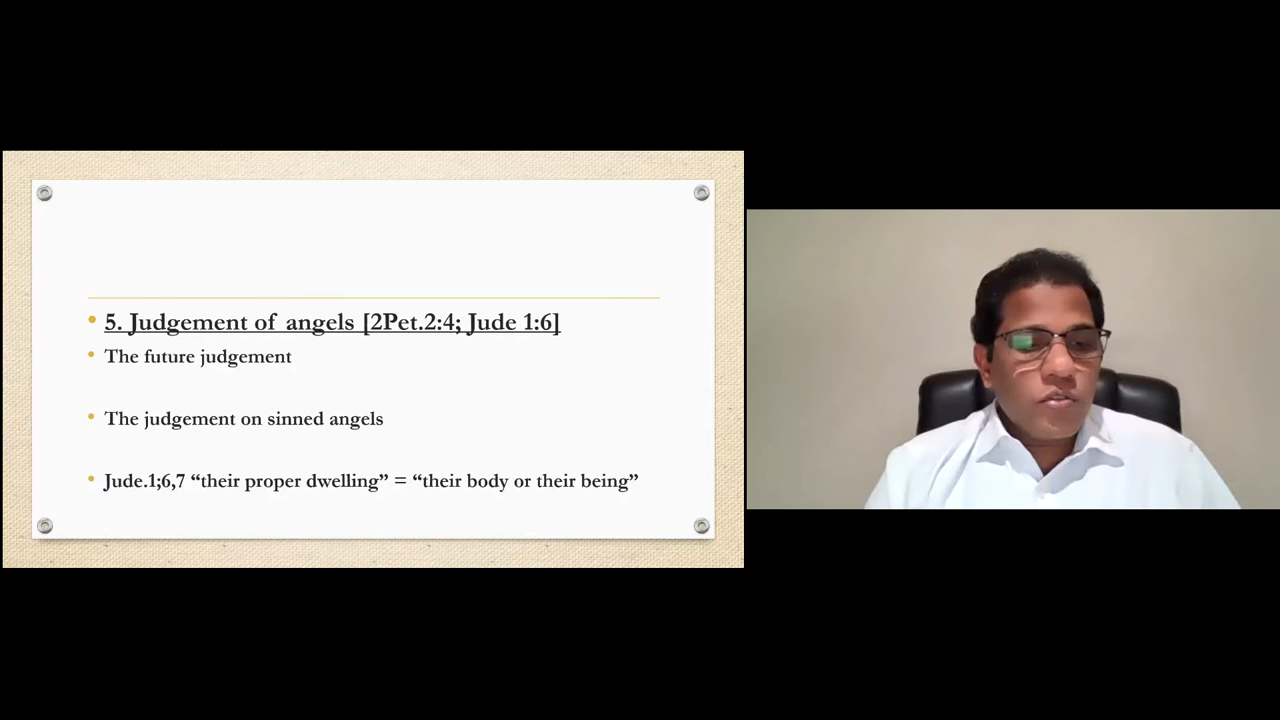 5. Judgement of angels [2Pet.2:4; Jude 1:6]
The future judgement
The judgement on sinned angels
Jude.1;6,7 “their proper dwelling” = “their body or their being”